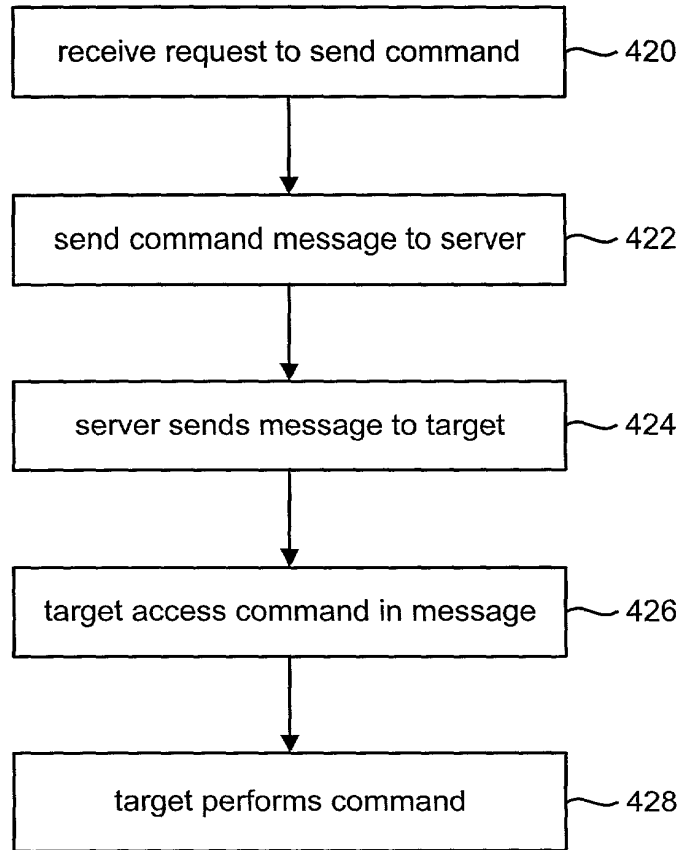 receive request to send command 420
send command message to server 422
server sends message to target 424
target access command in message 426
target performs command 428